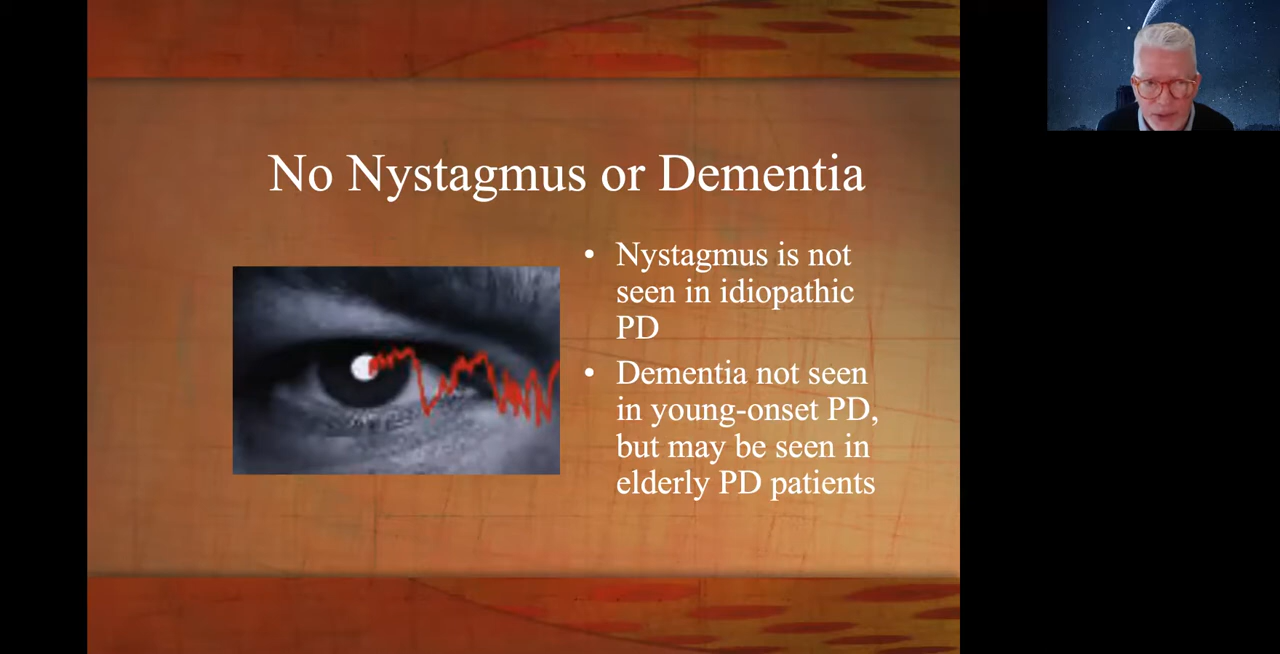 No Nystagmus or Dementia
• Nystagmus is not
seen in idiopathic
PD
• Dementia not seen
in young-onset PD,
but may be seen in
elderly PD patients